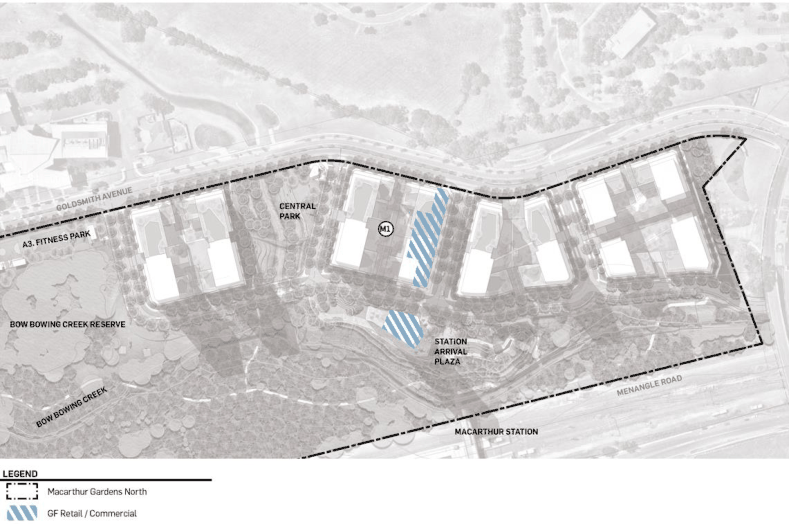 GOLDSMITH AVENUE
CENTRAL
PARK
A3. FITNESS PARK
M1
BOW BOWING CREEK RESERVE
STATION
ARRIVAL
PLAZA
BOW BOWING CREEK
MENANGLE ROAD
MACARTHUR STATION
LEGEND
Macarthur Gardens North
GF Retail / Commercial